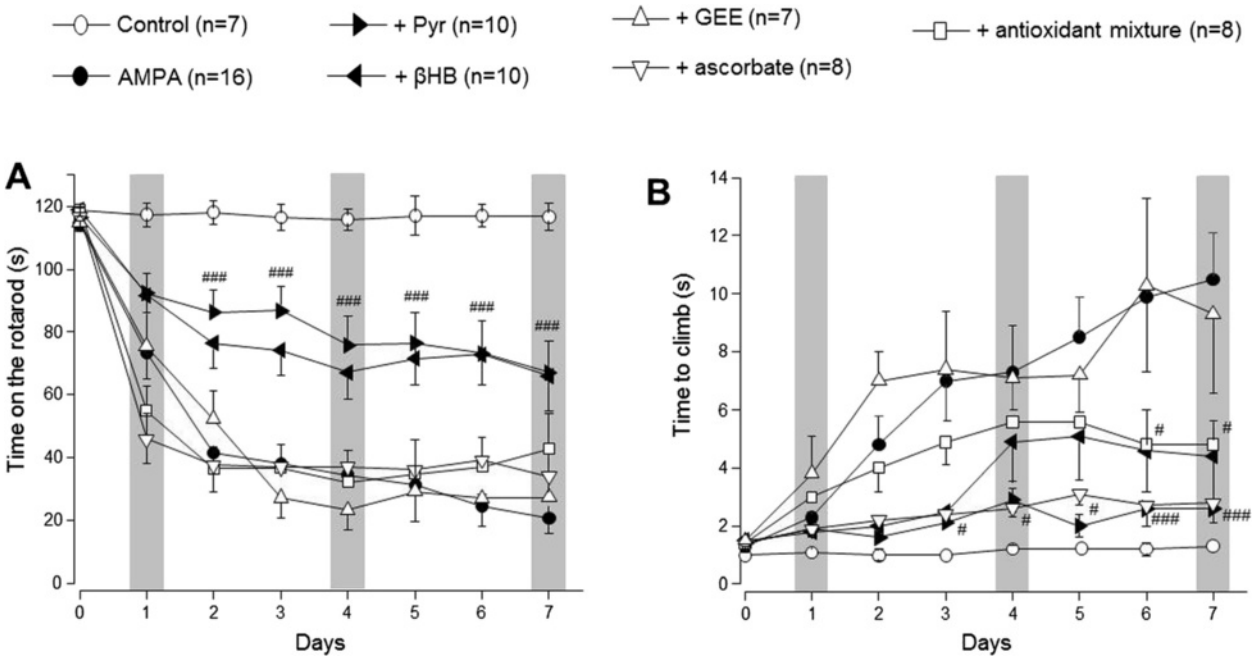 Control (n=7)
+ Pyr (n=10)
+ GEE (n=7)
+ antioxidant mixture (n=8)
AMPA (n=16)
+ βHB (n=10)
+ ascorbate (n=8)
A
Time on the rotarod (s)
120
100
80
60
40
20
0
###
###
###
###
###
###
0 1 2 3 4 5 6 7
Days
B
Time to climb (s)
14
12
10
8
6
4
2
0
#
#
#
#
#
###
###
0 1 2 3 4 5 6 7
Days